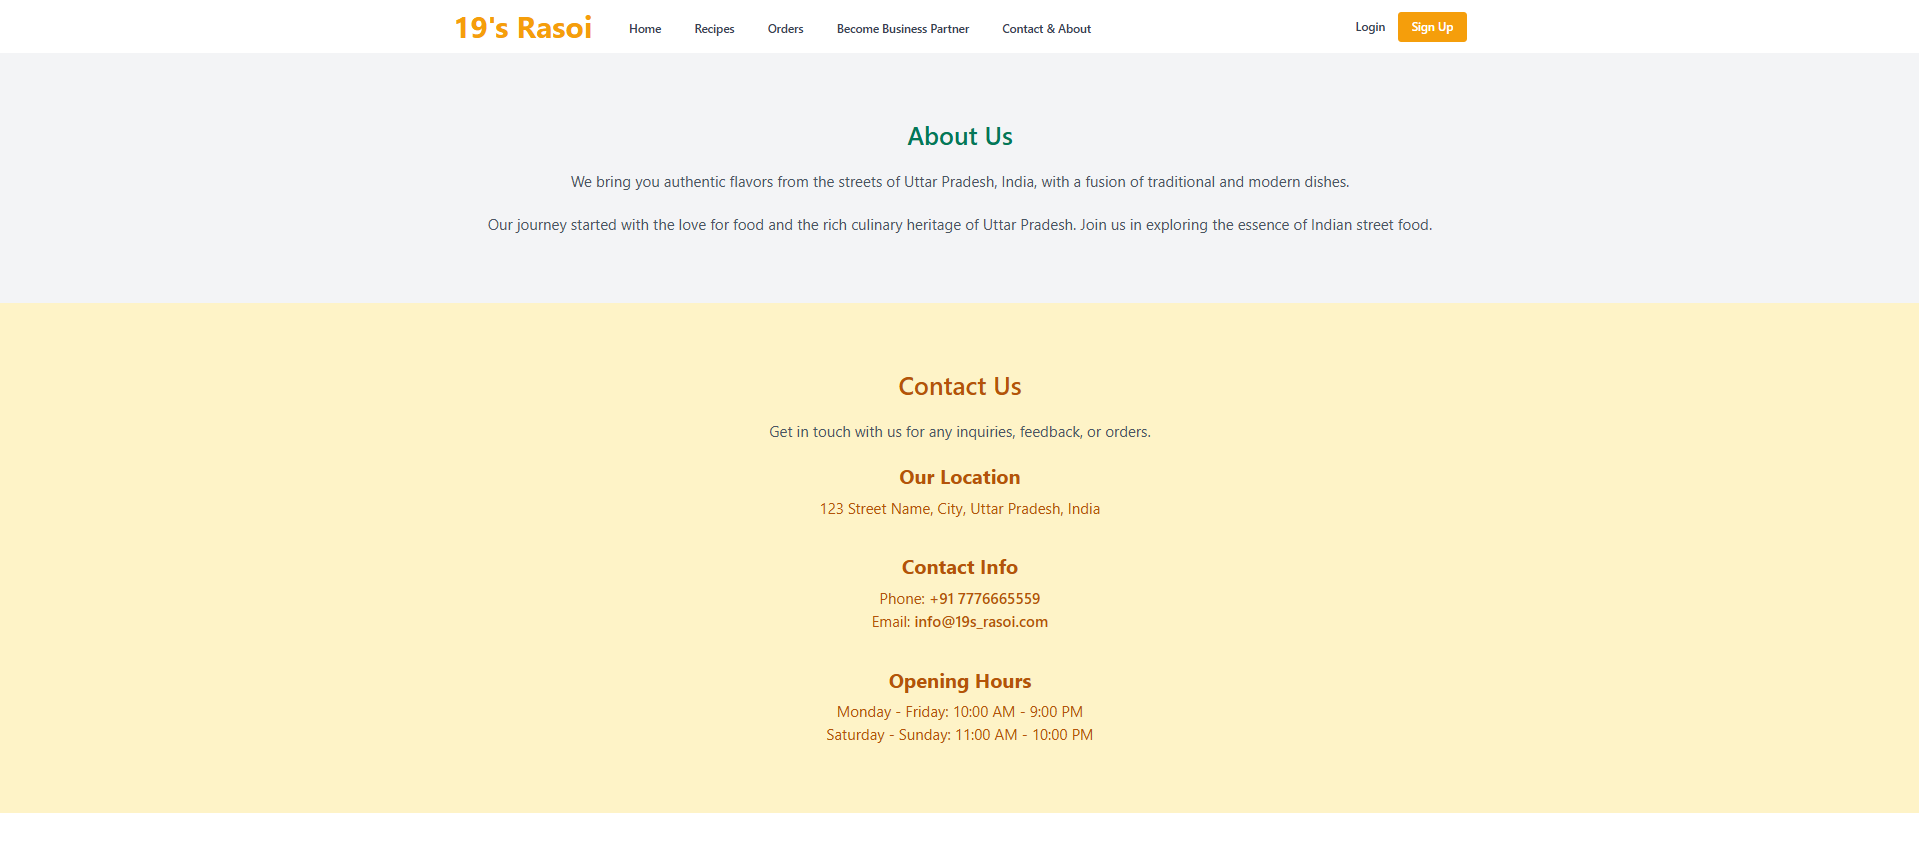 19's Rasoi
Home
Recipes
Orders
Become Business Partner
Contact & About
Login
Sign Up
About Us
We bring you authentic flavors from the streets of Uttar Pradesh, India, with a fusion of traditional and modern dishes.
Our journey started with the love for food and the rich culinary heritage of Uttar Pradesh. Join us in exploring the essence of Indian street food.
Contact Us
Get in touch with us for any inquiries, feedback, or orders.
Our Location
123 Street Name, City, Uttar Pradesh, India
Contact Info
Phone: +91 7776665559
Email: info@19s_rasoi.com
Opening Hours
Monday - Friday: 10:00 AM - 9:00 PM
Saturday - Sunday: 11:00 AM - 10:00 PM